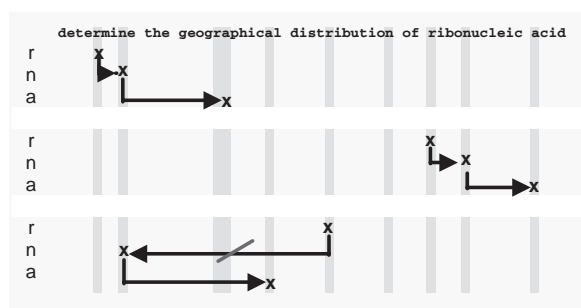 determine the geographical distribution of ribonucleic acid
r x
n x
a x
r x
n x
a x
r x
n x
a x